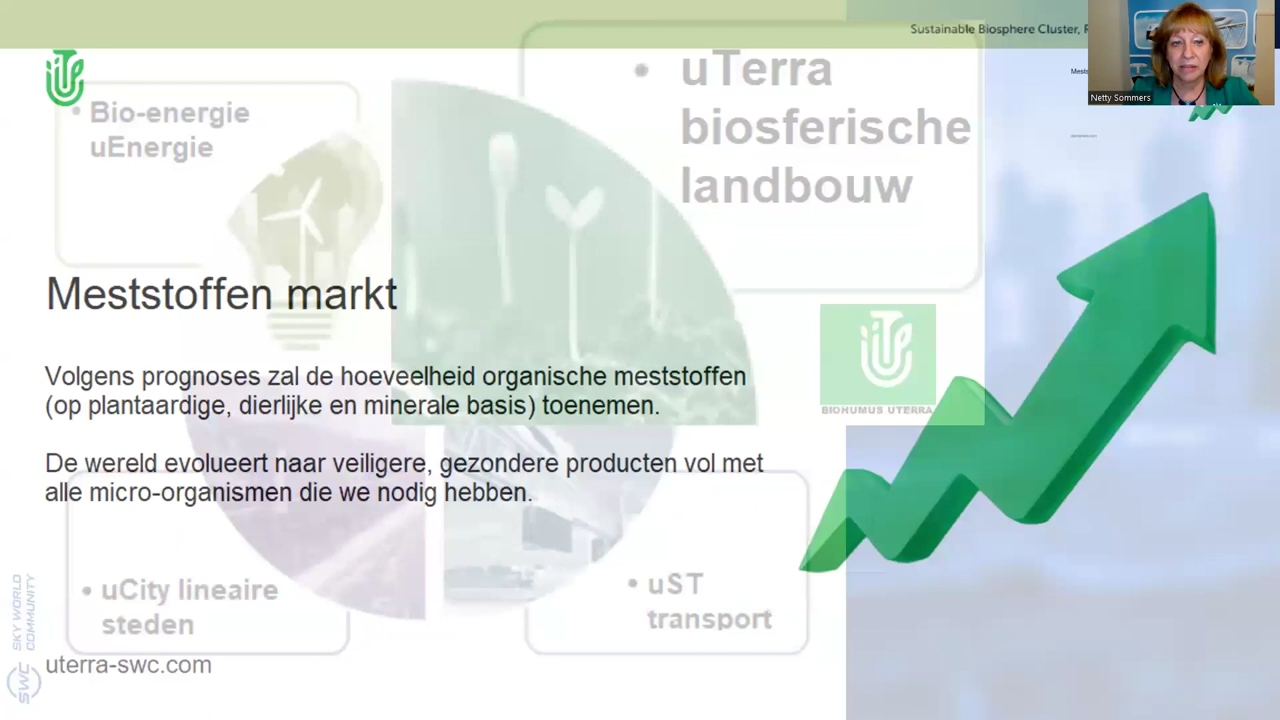 Sustainable Biosphere Cluster,
Netty Sommers
• Bio-energie
uEnergie
• uTerra
biosferische
landbouw
Meststoffen markt
Volgens prognoses zal de hoeveelheid organische meststoffen
(op plantaardige, dierlijke en minerale basis) toenemen.
BIOHUMUS UTERRA
De wereld evolueert naar veiligere, gezondere producten vol met
alle micro-organismen die we nodig hebben.
• uCity lineaire
steden
• uST
transport
SWC SKY WORLD
COMMUNITY
uterra-swc.com